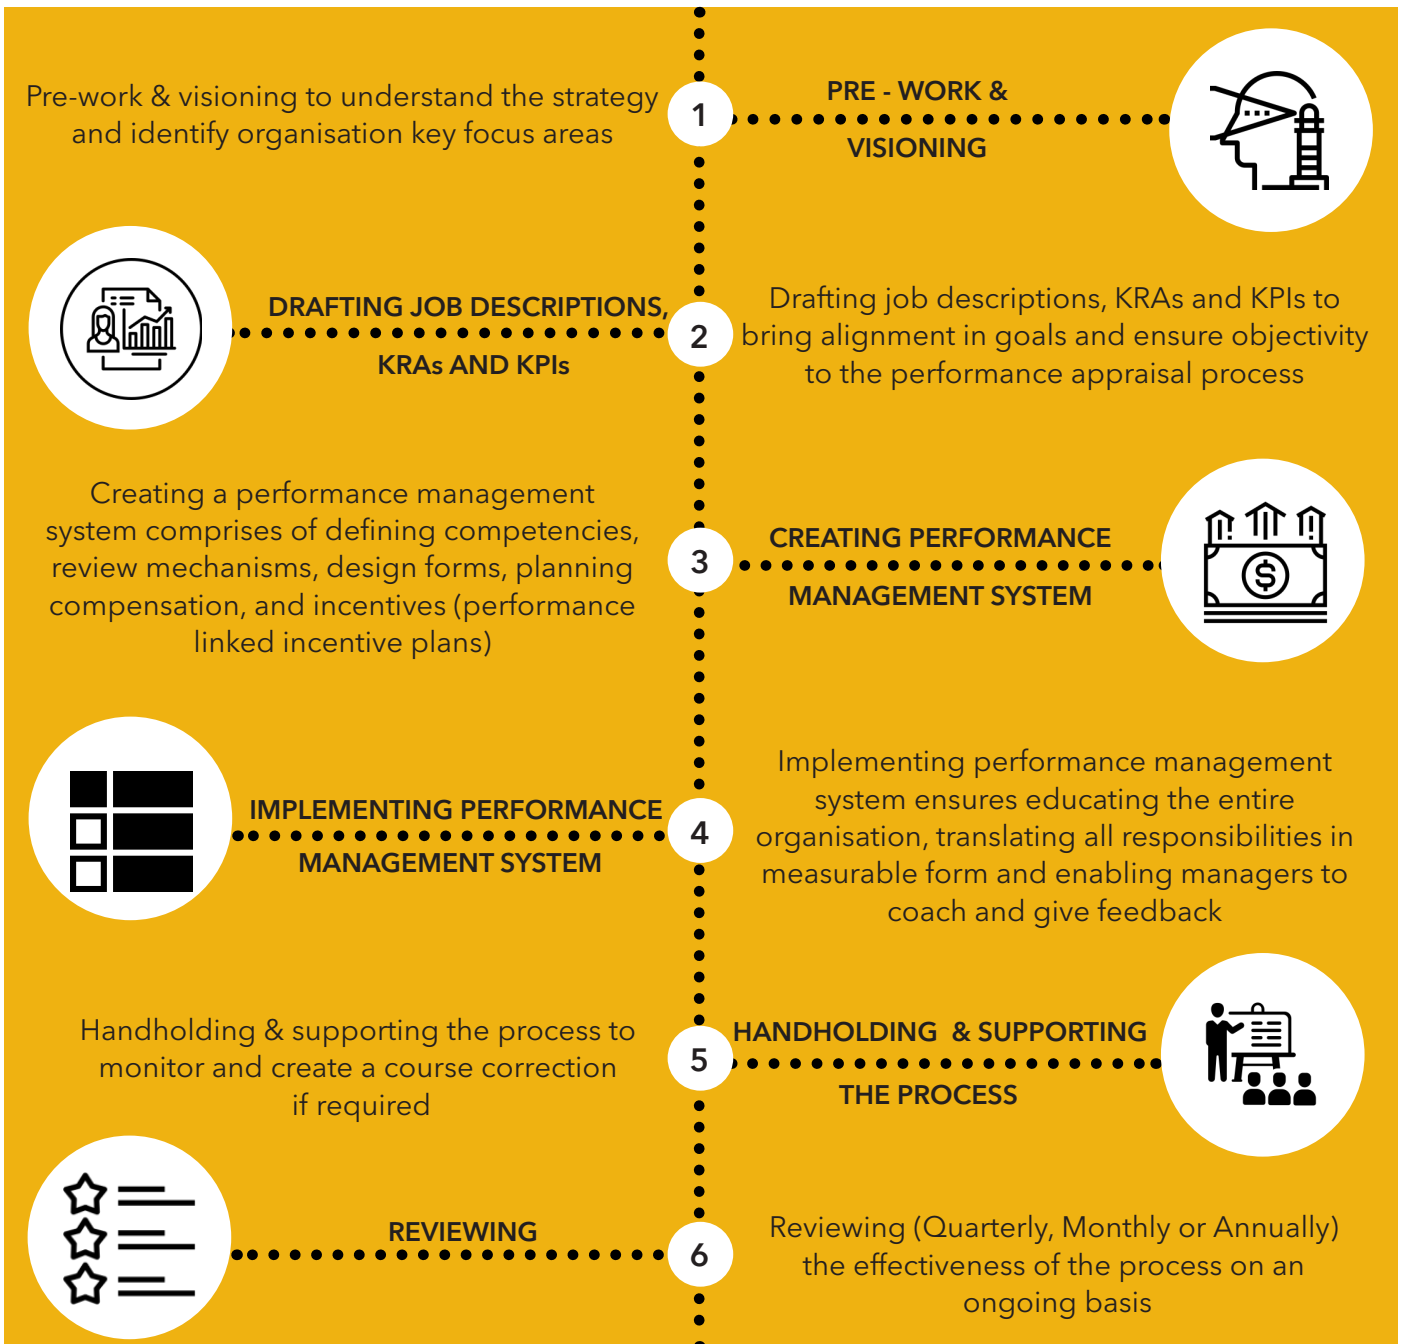 Pre-work & visioning to understand the strategy
and identify organisation key focus areas
1
PRE - WORK &
VISIONING
DRAFTING JOB DESCRIPTIONS,
KRAs AND KPIs
2
Drafting job descriptions, KRAs and KPIs to
bring alignment in goals and ensure objectivity
to the performance appraisal process
Creating a performance management
system comprises of defining competencies,
review mechanisms, design forms, planning
compensation, and incentives (performance
linked incentive plans)
3
CREATING PERFORMANCE
MANAGEMENT SYSTEM
$
IMPLEMENTING PERFORMANCE
MANAGEMENT SYSTEM
4
Implementing performance management
system ensures educating the entire
organisation, translating all responsibilities in
measurable form and enabling managers to
coach and give feedback
Handholding & supporting the process to
monitor and create a course correction
if required
5
HANDHOLDING & SUPPORTING
THE PROCESS
REVIEWING
6
Reviewing (Quarterly, Monthly or Annually)
the effectiveness of the process on an
ongoing basis